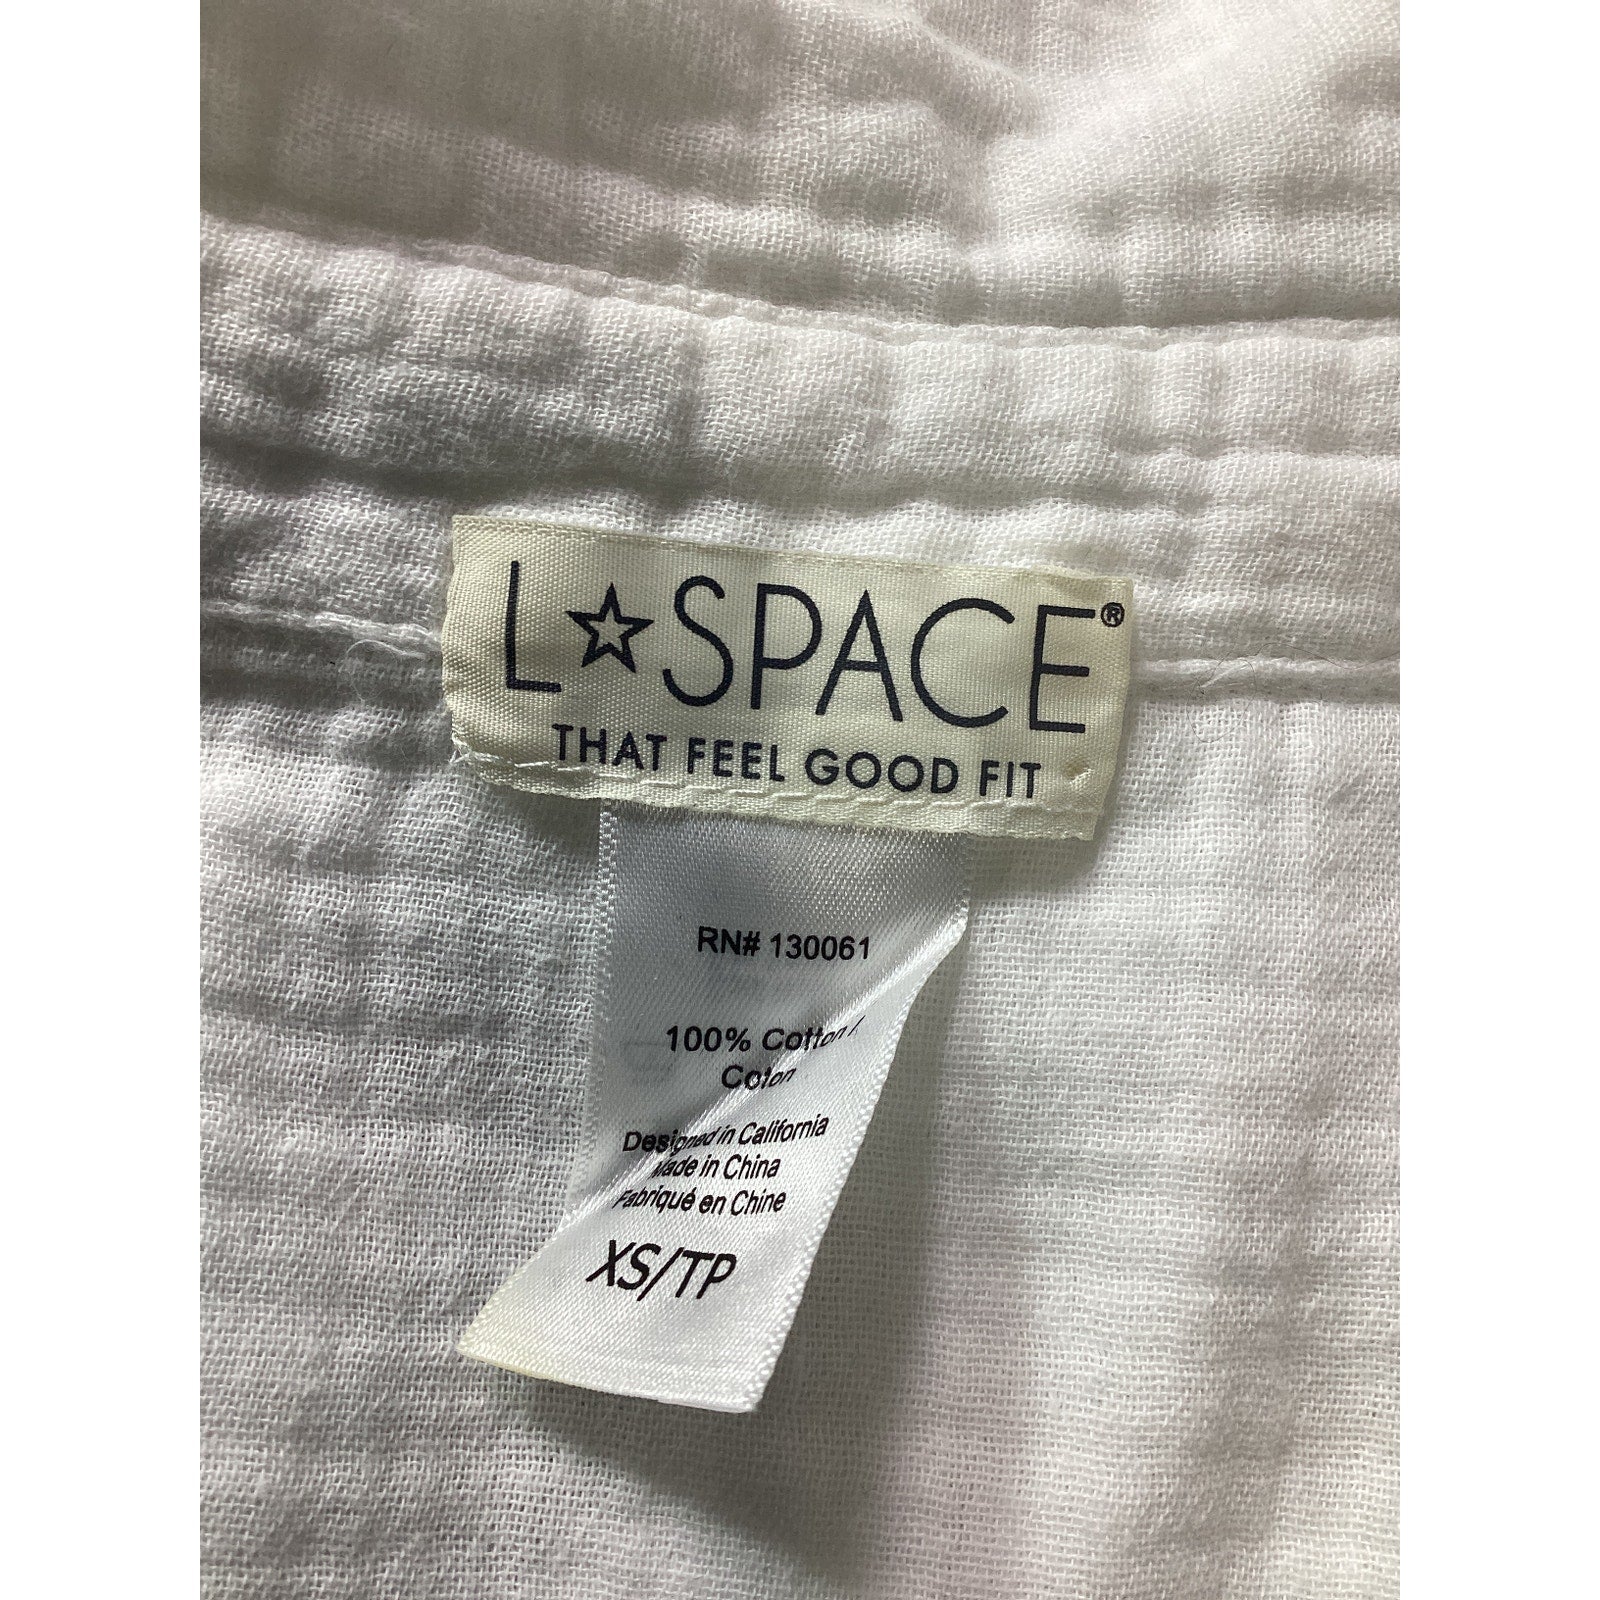 L☆SPACE®
THAT FEEL GOOD FIT
RN# 130061
100% Cotton /
Coton
Designed in California
Made in China
Fabriqué en Chine
XS/TP